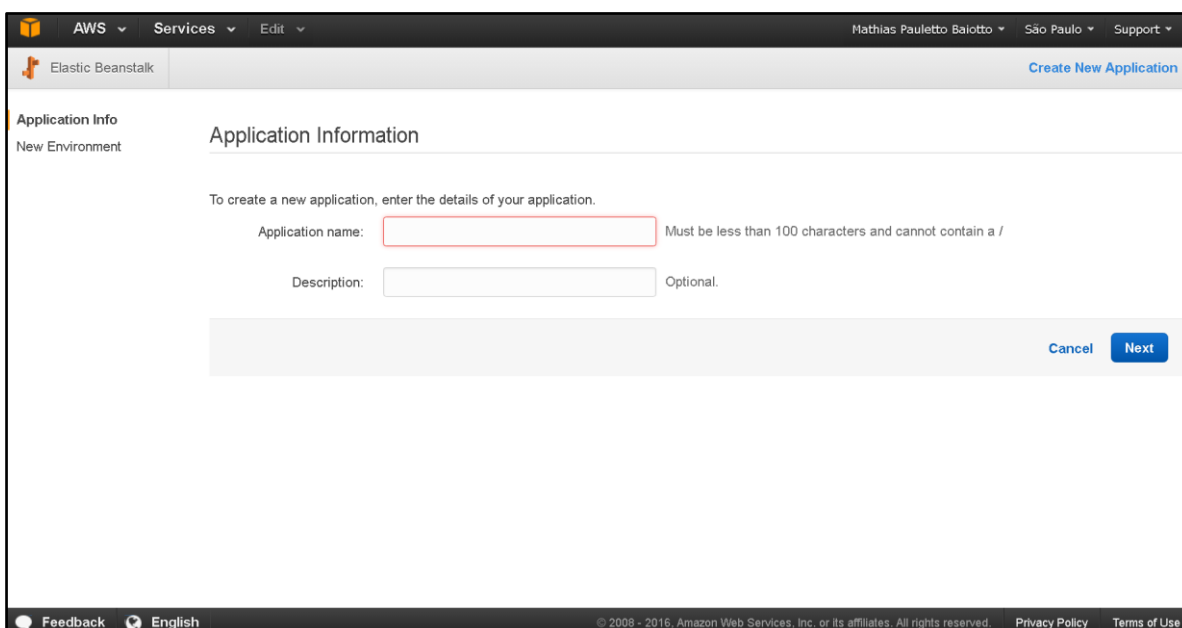 AWS Services Edit Mathias Pauletto Baiotto São Paulo Support
Elastic Beanstalk Create New Application
Application Info
New Environment
Application Information
To create a new application, enter the details of your application.
Application name: Must be less than 100 characters and cannot contain a /
Description: Optional.
Cancel Next
Feedback English © 2008 - 2016, Amazon Web Services, Inc. or its affiliates. All rights reserved. Privacy Policy Terms of Use